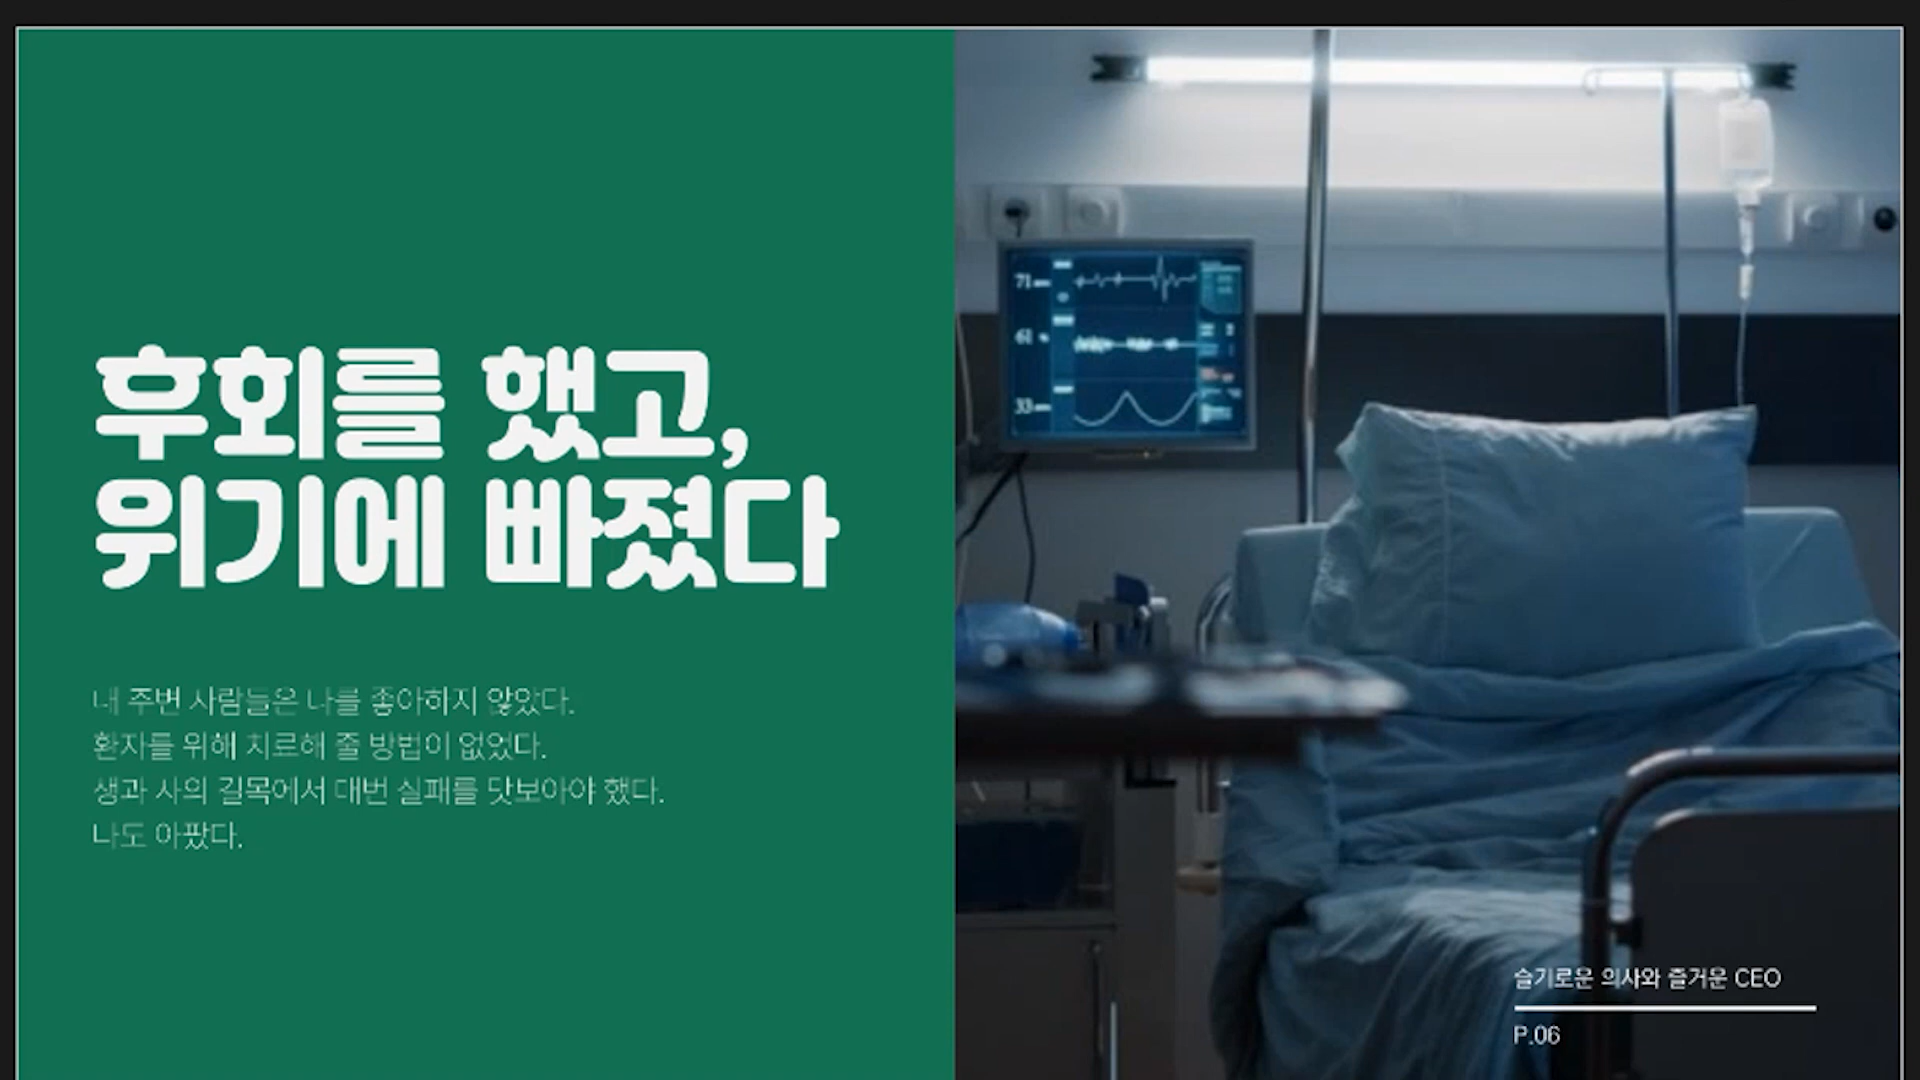 후회를 했고,
위기에 빠졌다
내 주변 사람들은 나를 좋아하지 않았다.
환자를 위해 치료해 줄 방법이 없었다.
생과 사의 길목에서 대번 실패를 맛보아야 했다.
나도 아팠다.
71
61
33
슬기로운 의사와 즐거운 CEO
P.06